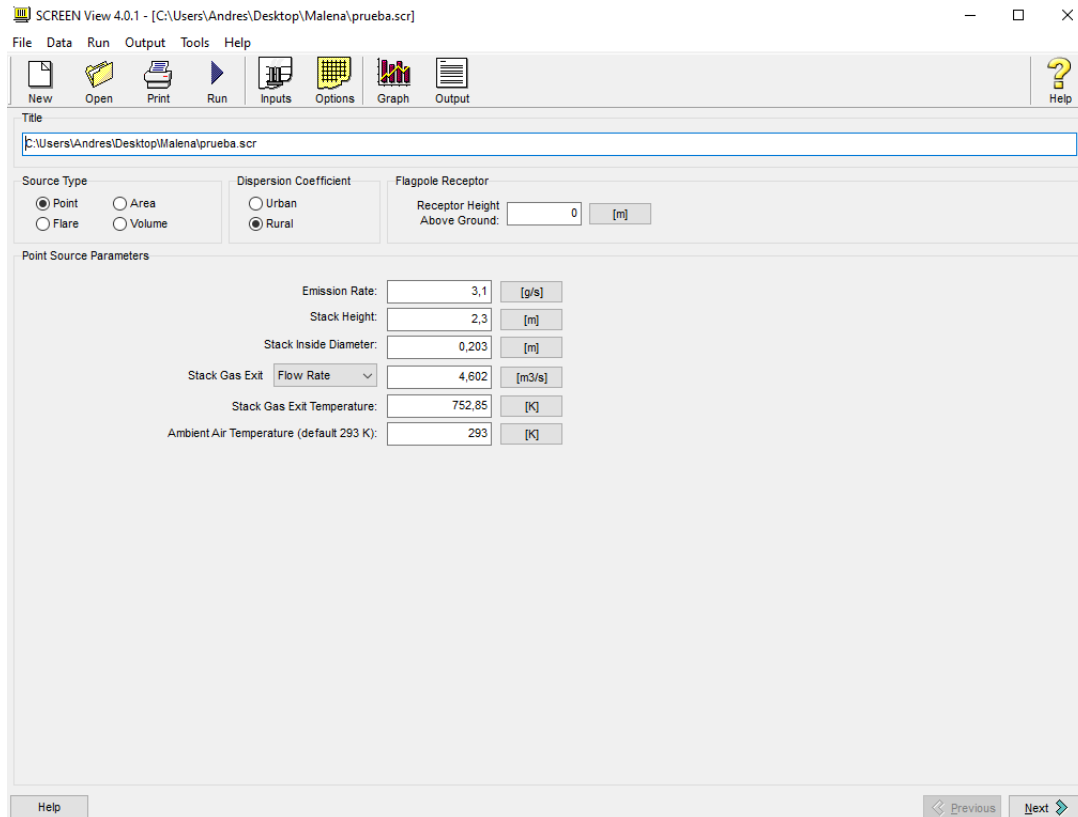 SCREEN View 4.0.1 - [C:\Users\Andres\Desktop\Malena\prueba.scr]
File Data Run Output Tools Help
New Open Print Run Inputs Options Graph Output Help
Title
C:\Users\Andres\Desktop\Malena\prueba.scr
Source Type Dispersion Coefficient Flagpole Receptor
Point Area Urban Receptor Height
Above Ground: 0 [m]
Flare Volume Rural
Point Source Parameters
Emission Rate: 3,1 [g/s]
Stack Height: 2,3 [m]
Stack Inside Diameter: 0,203 [m]
Stack Gas Exit Flow Rate 4,602 [m3/s]
Stack Gas Exit Temperature: 752,85 [K]
Ambient Air Temperature (default 293 K): 293 [K]
Help Previous Next